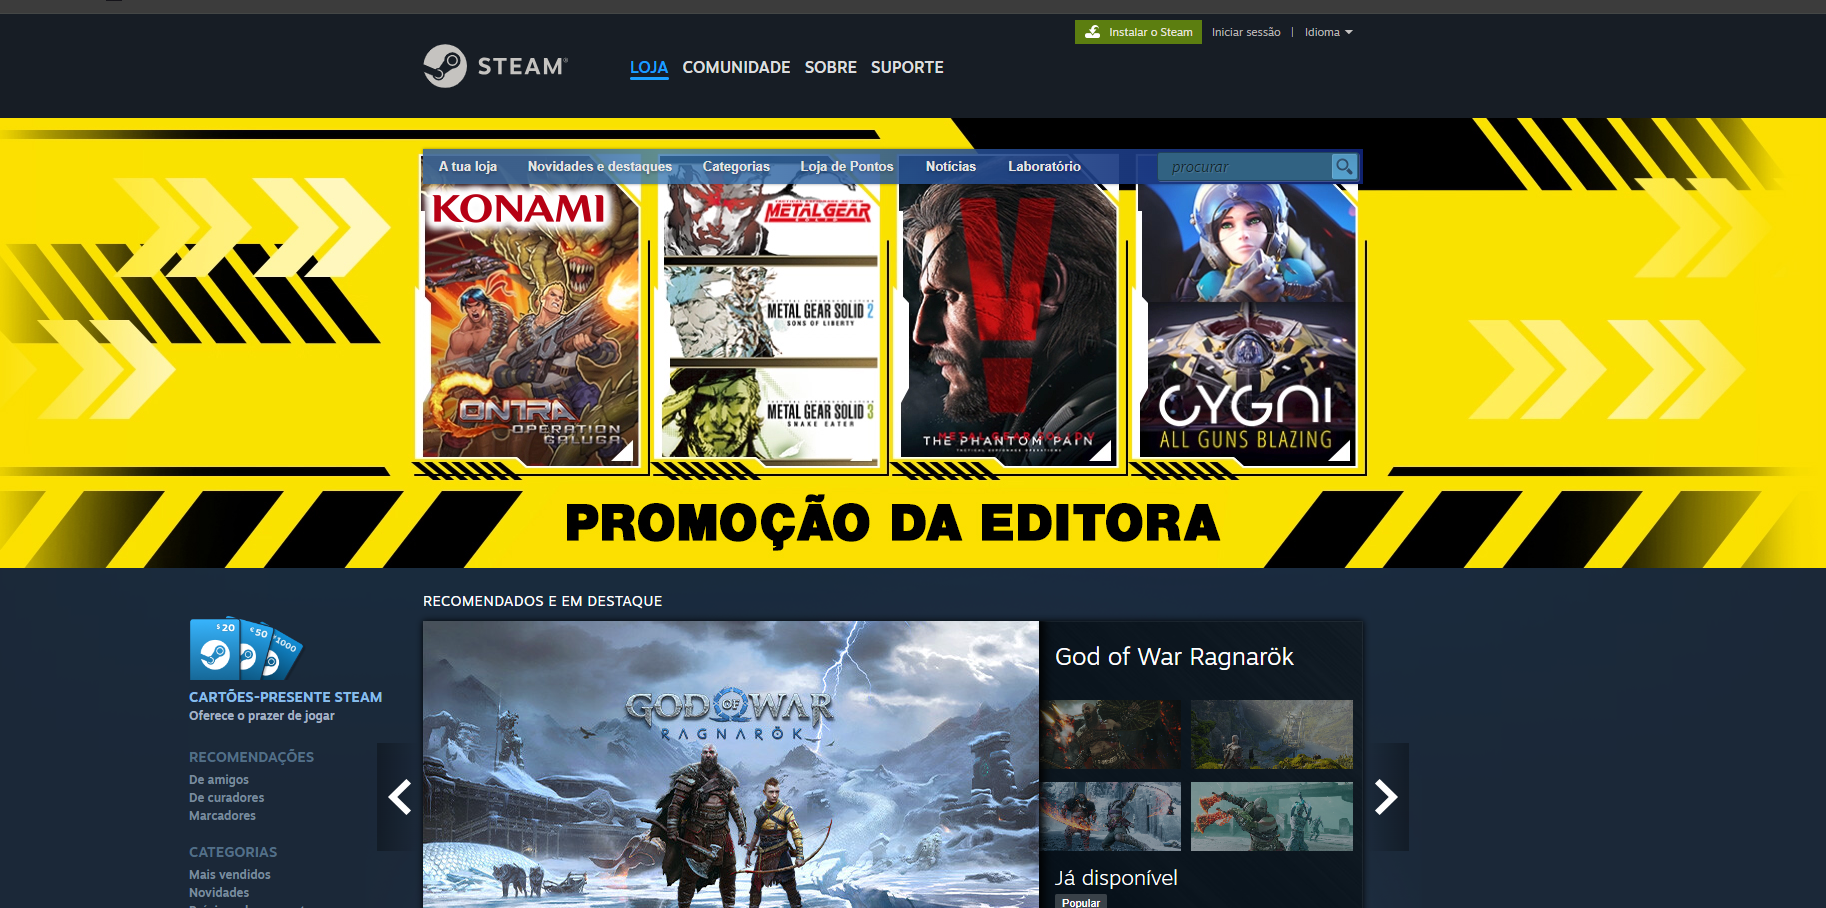 Instalar o Steam Iniciar sessão | Idioma
STEAM®
LOJA COMUNIDADE SOBRE SUPORTE
A tua loja Novidades e destaques Categorias Loja de Pontos Notícias Laboratório procurar
KONAMI
CONTRA
OPERATION
GALUGA
METAL GEAR
METAL GEAR SOLID 2
SONS OF LIBERTY
METAL GEAR SOLID 3
SNAKE EATER
METAL GEAR SOLID V
THE PHANTOM PAIN
TACTICAL ESPIONAGE OPERATIONS
CYGNI
ALL GUNS BLAZING
PROMOÇÃO DA EDITORA
RECOMENDADOS E EM DESTAQUE
$20 €50 ¥1000
CARTÕES-PRESENTE STEAM
Oferece o prazer de jogar
RECOMENDAÇÕES
De amigos
De curadores
Marcadores
CATEGORIAS
Mais vendidos
Novidades
GOD OF WAR
RAGNARÖK
God of War Ragnarök
Já disponível
Popular